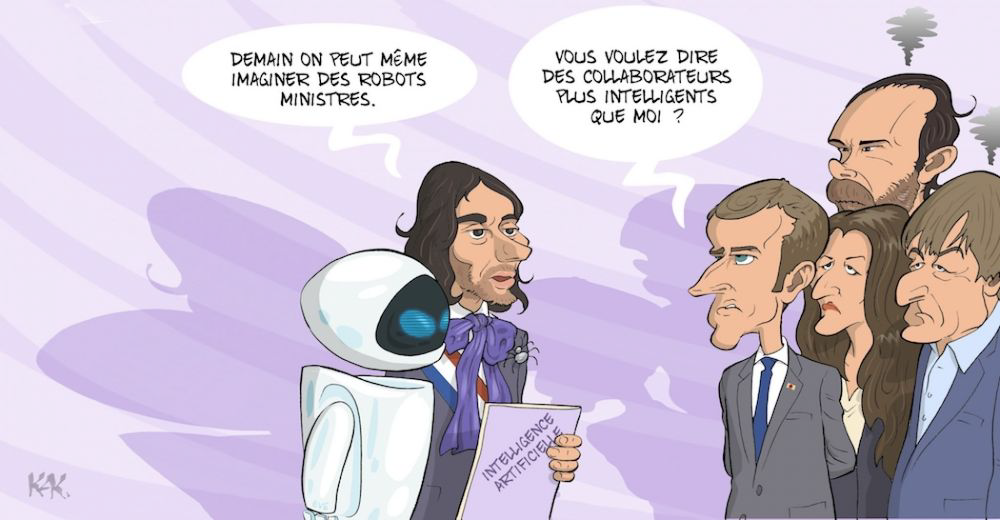 DEMAIN ON PEUT MÊME
IMAGINER DES ROBOTS
MINISTRES.
VOUS VOULEZ DIRE
DES COLLABORATEURS
PLUS INTELLIGENTS
QUE MOI ?
INTELLIGENCE
ARTIFICIELLE
KAK.